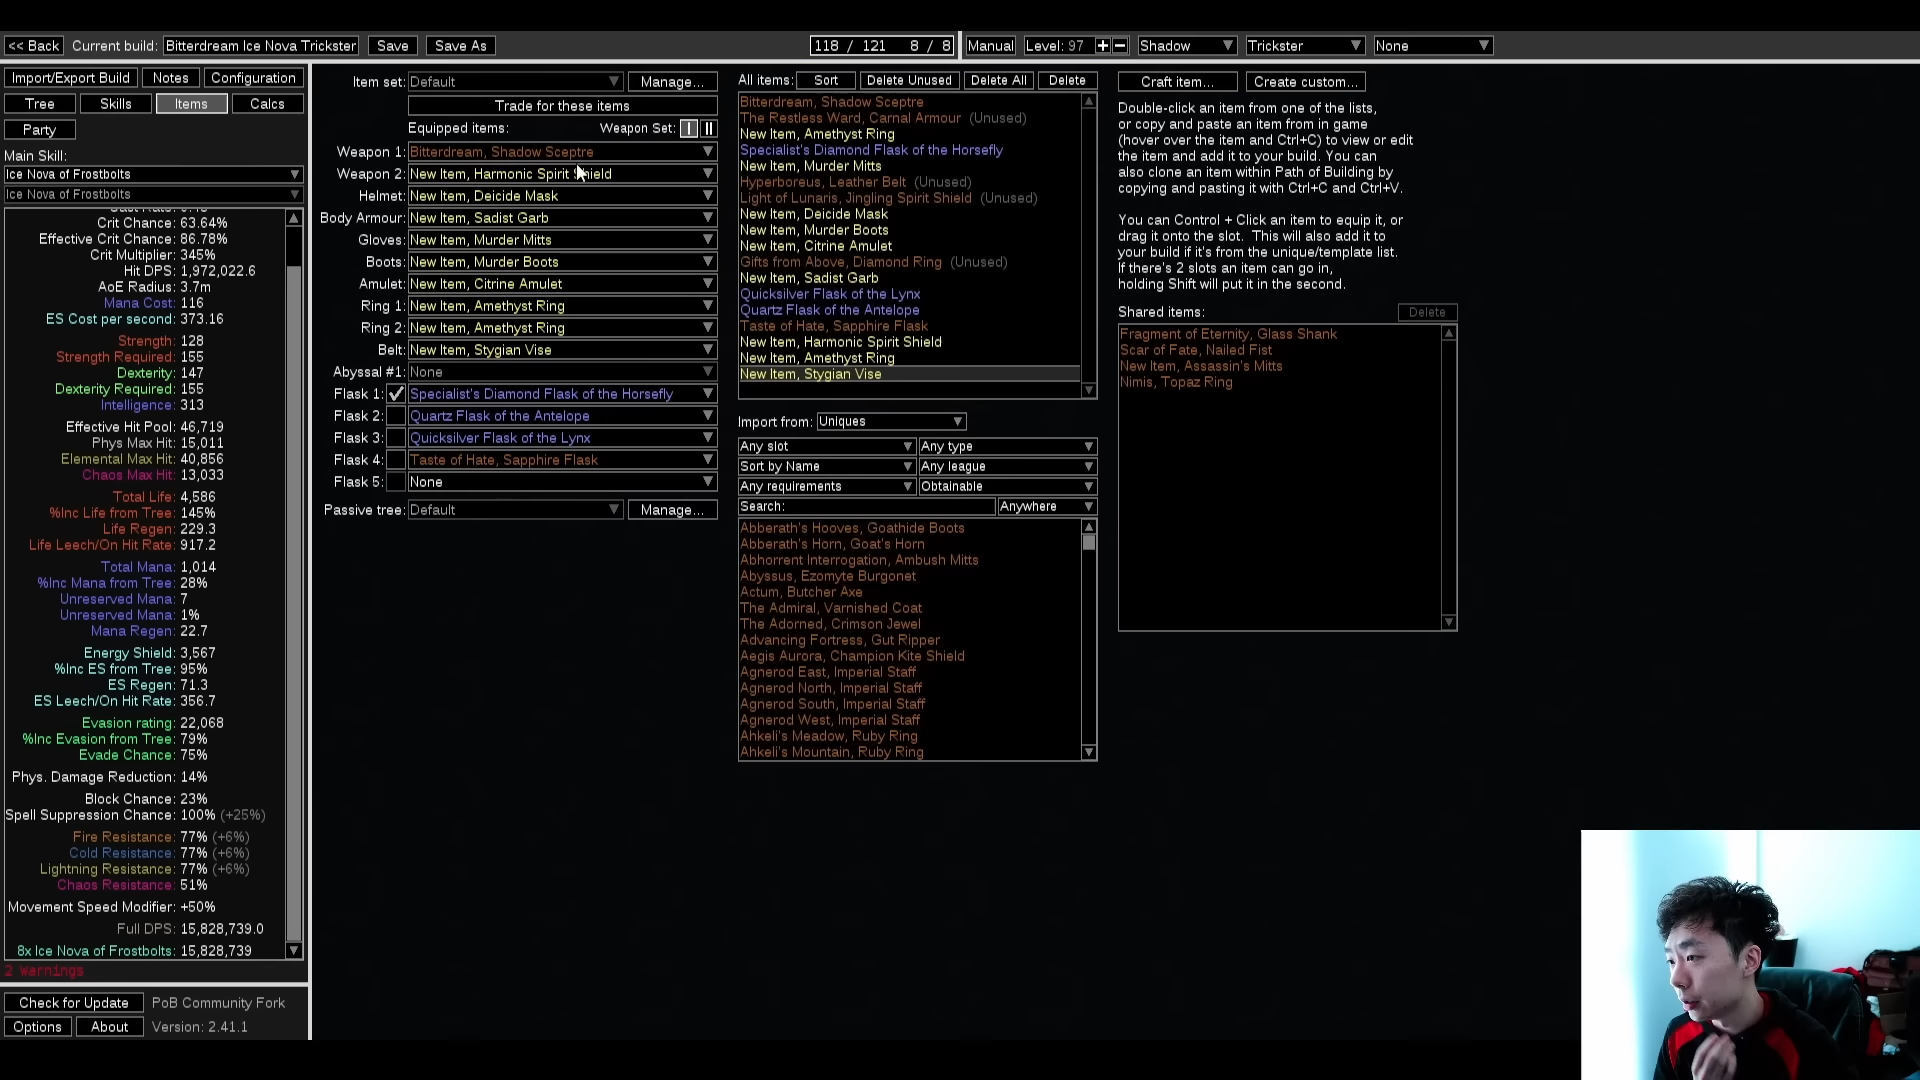 << Back Current build: Bitterdream Ice Nova Trickster Save Save As 118 / 121 8 / 8 Manual Level: 97 + − Shadow Trickster None
Import/Export Build Notes Configuration
Tree Skills Items Calcs
Party
Main Skill:
Ice Nova of Frostbolts
Ice Nova of Frostbolts
Crit Chance: 63.64%
Effective Crit Chance: 86.78%
Crit Multiplier: 345%
Hit DPS: 1,972,022.6
AoE Radius: 3.7m
Mana Cost: 116
ES Cost per second: 373.16
Strength: 128
Strength Required: 155
Dexterity: 147
Dexterity Required: 155
Intelligence: 313
Effective Hit Pool: 46,719
Phys Max Hit: 15,011
Elemental Max Hit: 40,856
Chaos Max Hit: 13,033
Total Life: 4,586
%Inc Life from Tree: 145%
Life Regen: 229.3
Life Leech/On Hit Rate: 917.2
Total Mana: 1,014
%Inc Mana from Tree: 28%
Unreserved Mana: 7
Unreserved Mana: 1%
Mana Regen: 22.7
Energy Shield: 3,567
%Inc ES from Tree: 95%
ES Regen: 71.3
ES Leech/On Hit Rate: 356.7
Evasion rating: 22,068
%Inc Evasion from Tree: 79%
Evade Chance: 75%
Phys. Damage Reduction: 14%
Block Chance: 23%
Spell Suppression Chance: 100% (+25%)
Fire Resistance: 77% (+6%)
Cold Resistance: 77% (+6%)
Lightning Resistance: 77% (+6%)
Chaos Resistance: 51%
Movement Speed Modifier: +50%
Full DPS: 15,828,739.0
8x Ice Nova of Frostbolts: 15,828,739
2 Warnings
Check for Update PoB Community Fork
Options About Version: 2.41.1
Item set: Default Manage...
Trade for these items
Equipped items: Weapon Set: I II
Weapon 1: Bitterdream, Shadow Sceptre
Weapon 2: New Item, Harmonic Spirit Shield
Helmet: New Item, Deicide Mask
Body Armour: New Item, Sadist Garb
Gloves: New Item, Murder Mitts
Boots: New Item, Murder Boots
Amulet: New Item, Citrine Amulet
Ring 1: New Item, Amethyst Ring
Ring 2: New Item, Amethyst Ring
Belt: New Item, Stygian Vise
Abyssal #1: None
Flask 1: Specialist's Diamond Flask of the Horsefly
Flask 2: Quartz Flask of the Antelope
Flask 3: Quicksilver Flask of the Lynx
Flask 4: Taste of Hate, Sapphire Flask
Flask 5: None
Passive tree: Default Manage...
All items: Sort Delete Unused Delete All Delete
Bitterdream, Shadow Sceptre
The Restless Ward, Carnal Armour (Unused)
New Item, Amethyst Ring
Specialist's Diamond Flask of the Horsefly
New Item, Murder Mitts
Hyperboreus, Leather Belt (Unused)
Light of Lunaris, Jingling Spirit Shield (Unused)
New Item, Deicide Mask
New Item, Murder Boots
New Item, Citrine Amulet
Gifts from Above, Diamond Ring (Unused)
New Item, Sadist Garb
Quicksilver Flask of the Lynx
Quartz Flask of the Antelope
Taste of Hate, Sapphire Flask
New Item, Harmonic Spirit Shield
New Item, Amethyst Ring
New Item, Stygian Vise
Import from: Uniques
Any slot Any type
Sort by Name Any league
Any requirements Obtainable
Search: Anywhere
Abberath's Hooves, Goathide Boots
Abberath's Horn, Goat's Horn
Abhorrent Interrogation, Ambush Mitts
Abyssus, Ezomyte Burgonet
Actum, Butcher Axe
The Admiral, Varnished Coat
The Adorned, Crimson Jewel
Advancing Fortress, Gut Ripper
Aegis Aurora, Champion Kite Shield
Agnerod East, Imperial Staff
Agnerod North, Imperial Staff
Agnerod South, Imperial Staff
Agnerod West, Imperial Staff
Ahkeli's Meadow, Ruby Ring
Ahkeli's Mountain, Ruby Ring
Craft item... Create custom...
Double-click an item from one of the lists,
or copy and paste an item from in game
(hover over the item and Ctrl+C) to view or edit
the item and add it to your build. You can
also clone an item within Path of Building by
copying and pasting it with Ctrl+C and Ctrl+V.
You can Control + Click an item to equip it, or
drag it onto the slot. This will also add it to
your build if it's from the unique/template list.
If there's 2 slots an item can go in,
holding Shift will put it in the second.
Shared items: Delete
Fragment of Eternity, Glass Shank
Scar of Fate, Nailed Fist
New Item, Assassin's Mitts
Nimis, Topaz Ring